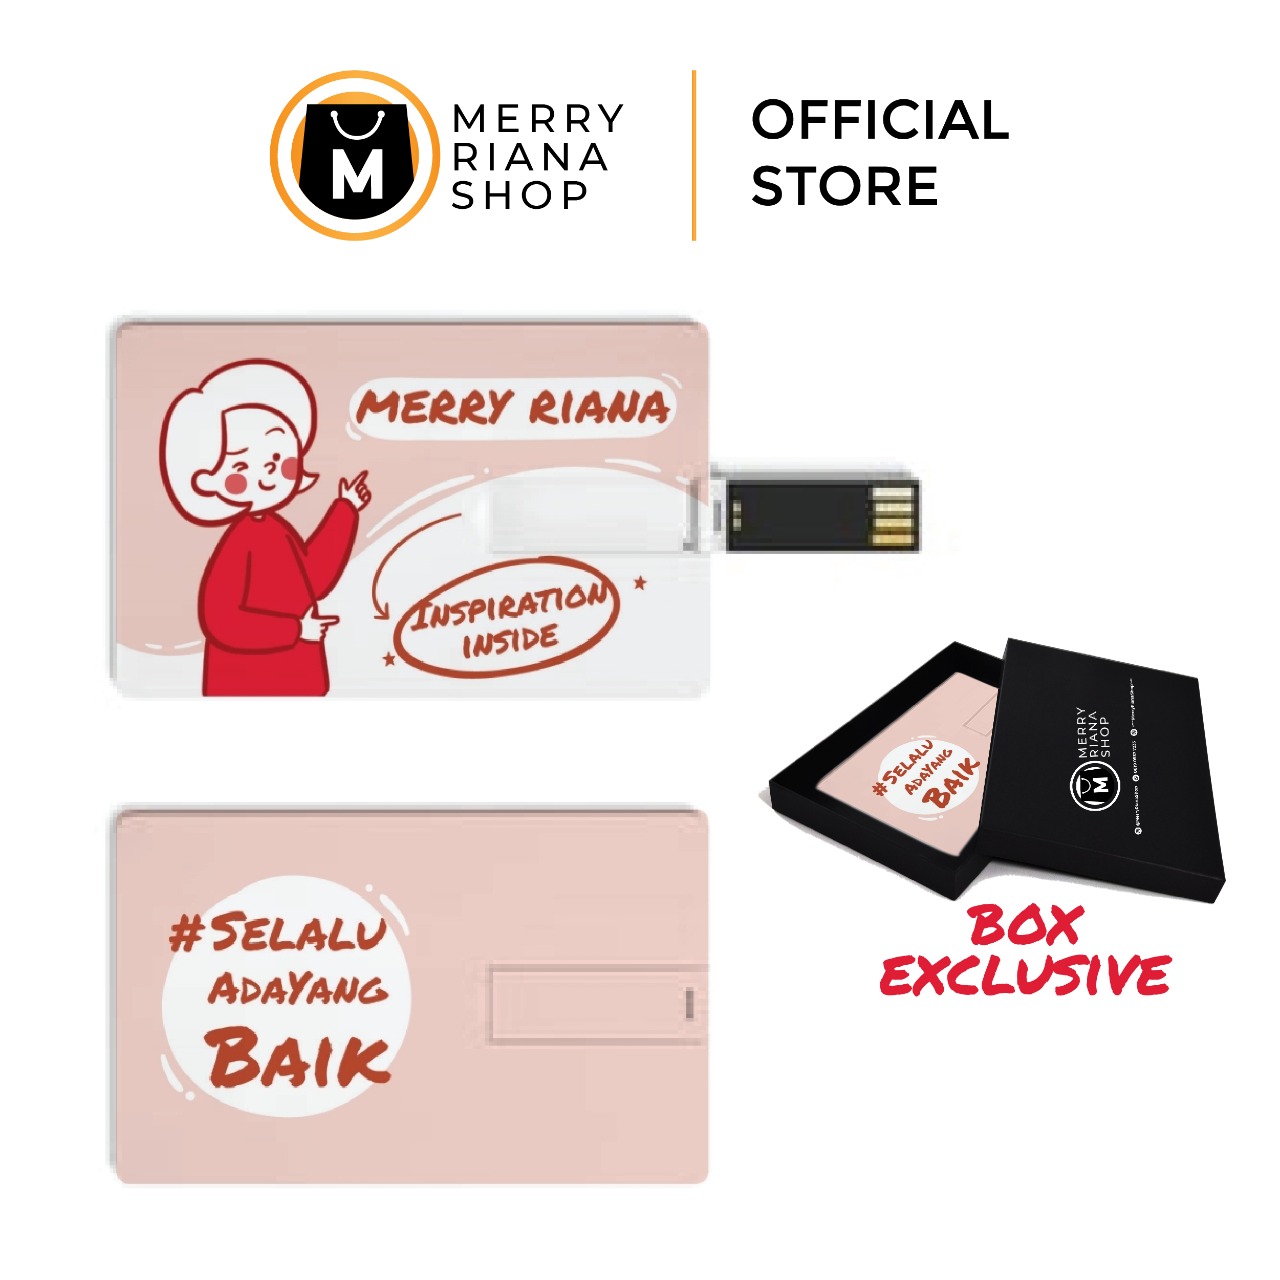 M
MERRY
RIANA
SHOP
OFFICIAL
STORE
MERRY RIANA
INSPIRATION
INSIDE
#SELALU
ADAYANG
BAIK
#SELALU
ADAYANG
BAIK
M
MERRY
RIANA
SHOP
BOX
EXCLUSIVE